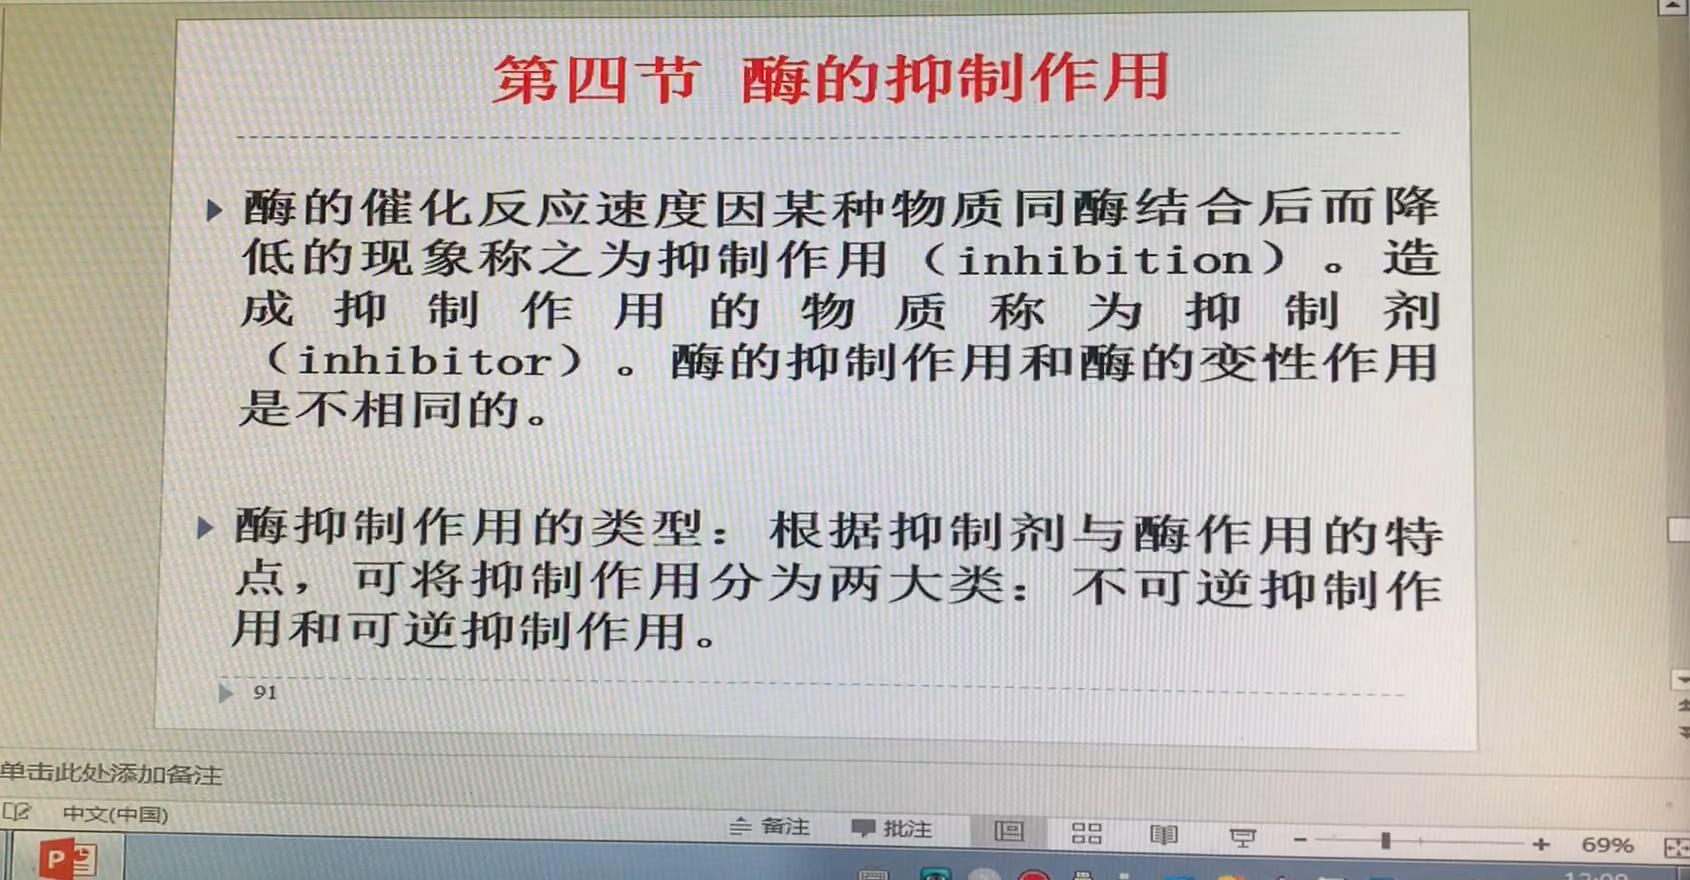 第四节 酶的抑制作用
酶的催化反应速度因某种物质同酶结合后而降
低的现象称之为抑制作用（inhibition）。造
成抑制作用的物质称为抑制剂
（inhibitor）。酶的抑制作用和酶的变性作用
是不相同的。
酶抑制作用的类型：根据抑制剂与酶作用的特
点，可将抑制作用分为两大类：不可逆抑制作
用和可逆抑制作用。
91
单击此处添加备注
中文(中国)
备注 批注 69%
P